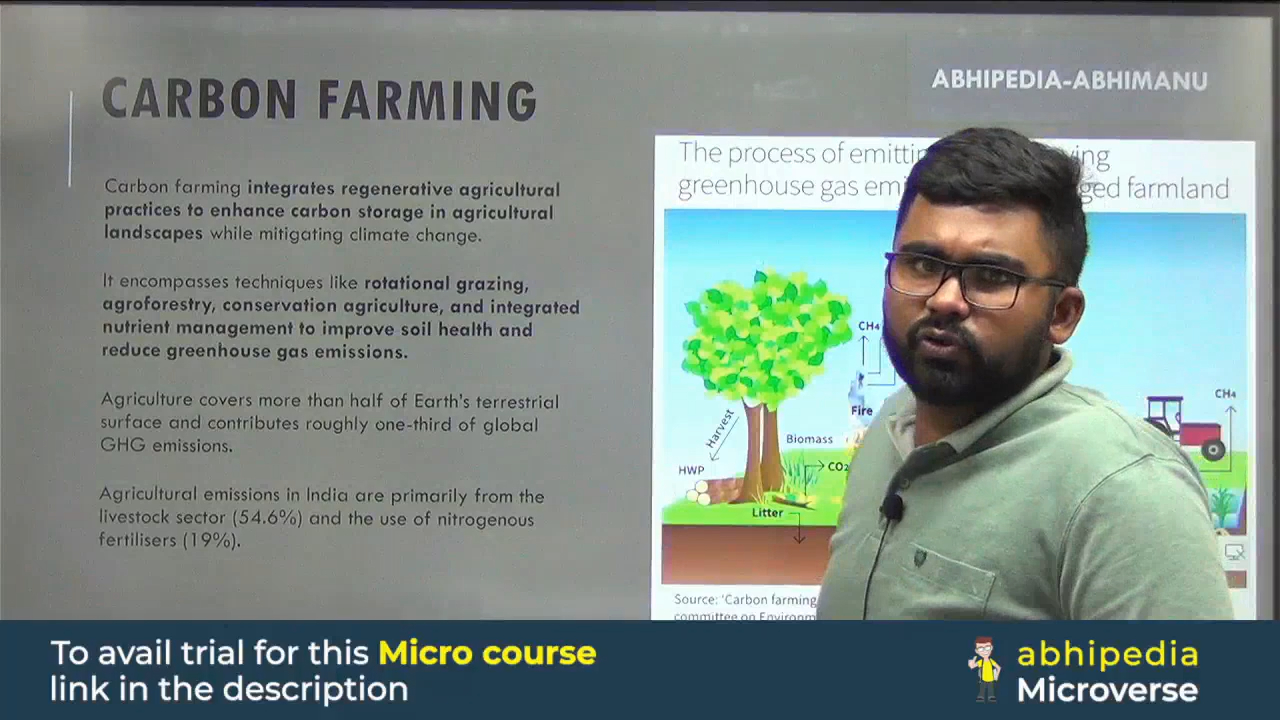 CARBON FARMING
ABHIPEDIA-ABHIMANU
Carbon farming integrates regenerative agricultural
practices to enhance carbon storage in agricultural
landscapes while mitigating climate change.
It encompasses techniques like rotational grazing,
agroforestry, conservation agriculture, and integrated
nutrient management to improve soil health and
reduce greenhouse gas emissions.
Agriculture covers more than half of Earth's terrestrial
surface and contributes roughly one-third of global
GHG emissions.
Agricultural emissions in India are primarily from the
livestock sector (54.6%) and the use of nitrogenous
fertilisers (19%).
The process of
greenhouse gas farmland
CH4
Fire
Harvest
Biomass
HWP
CO2
Litter
CH4
Source: 'Carbon farming
committee on
To avail trial for this Micro course
link in the description
abhipedia
Microverse